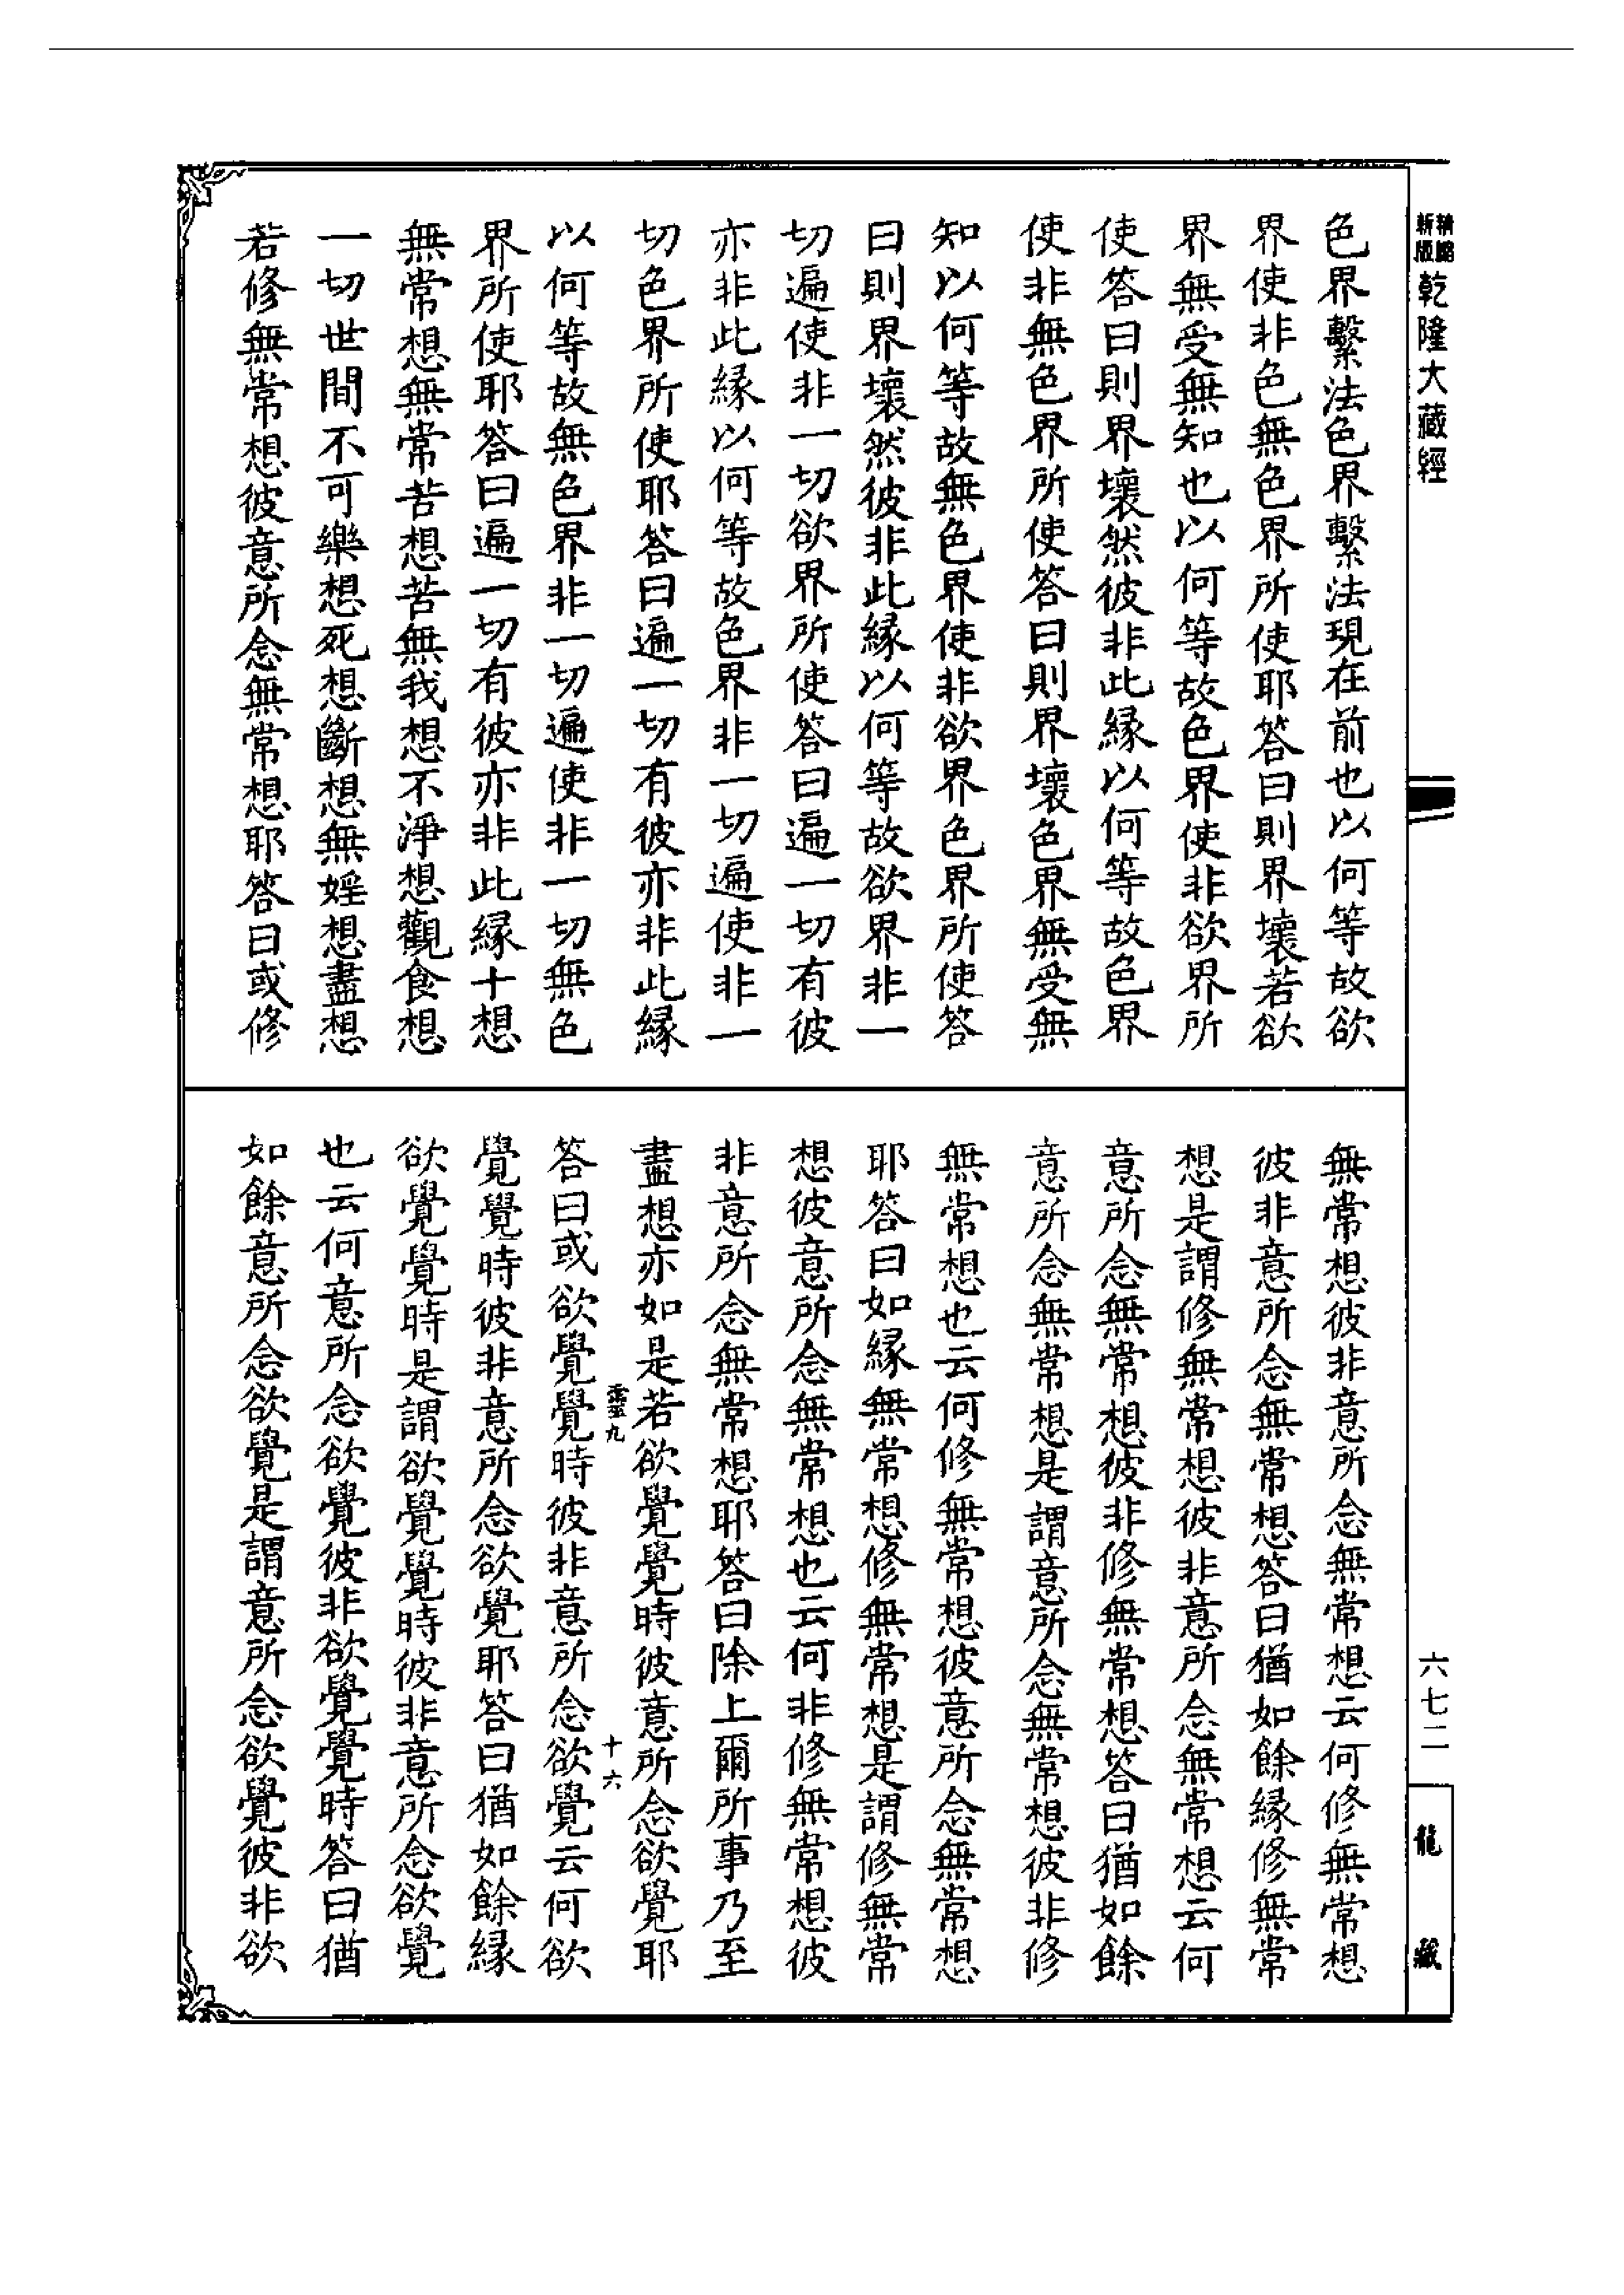 新版
乾隆大藏經
色界繫法色界繫法現在前也以何等故欲
界使非色無色界所使耶答曰則界壞若欲
界無受無知也以何等故色界使非欲界所
使答曰則界壞然彼非此緣以何等故色界
使非無色界所使答曰則界壞色界無受無
知以何等故無色界使非欲界色界所使答
曰則界壞然彼非此緣以何等故欲界非一
切遍使非一切欲界所使答曰遍一切有彼
亦非此緣以何等故色界非一切遍使非一
切色界所使耶答曰遍一切有彼亦非此緣
以何等故無色界非一切遍使非一切無色
界所使耶答曰遍一切有彼亦非此緣十想
無常想無常苦想苦無我想不淨想觀食想
一切世間不可樂想死想斷想無婬想盡想
若修無常想彼意所念無常想耶答曰或修
無常想彼非意所念無常想云何修無常想
彼非意所念無常想答曰猶如餘緣修無常
想是謂修無常想彼非意所念無常想云何
意所念無常想彼非修無常想答曰猶如餘
意所念無常想是謂意所念無常想彼非修
無常想也云何修無常想彼意所念無常想
耶答曰如緣無常想修無常想是謂修無常
想彼意所念無常想也云何非修無常想彼
非意所念無常想耶答曰除上爾所事乃至
盡想亦如是若欲覺覺時彼意所念欲覺耶
答曰或欲覺覺時彼非意所念欲覺云何欲
覺覺時彼非意所念欲覺耶答曰猶如餘緣
欲覺覺時是謂欲覺覺時彼非意所念欲覺
也云何意所念欲覺彼非欲覺覺時答曰猶
如餘意所念欲覺是謂意所念欲覺彼非欲
九
十六
六七二
龍藏